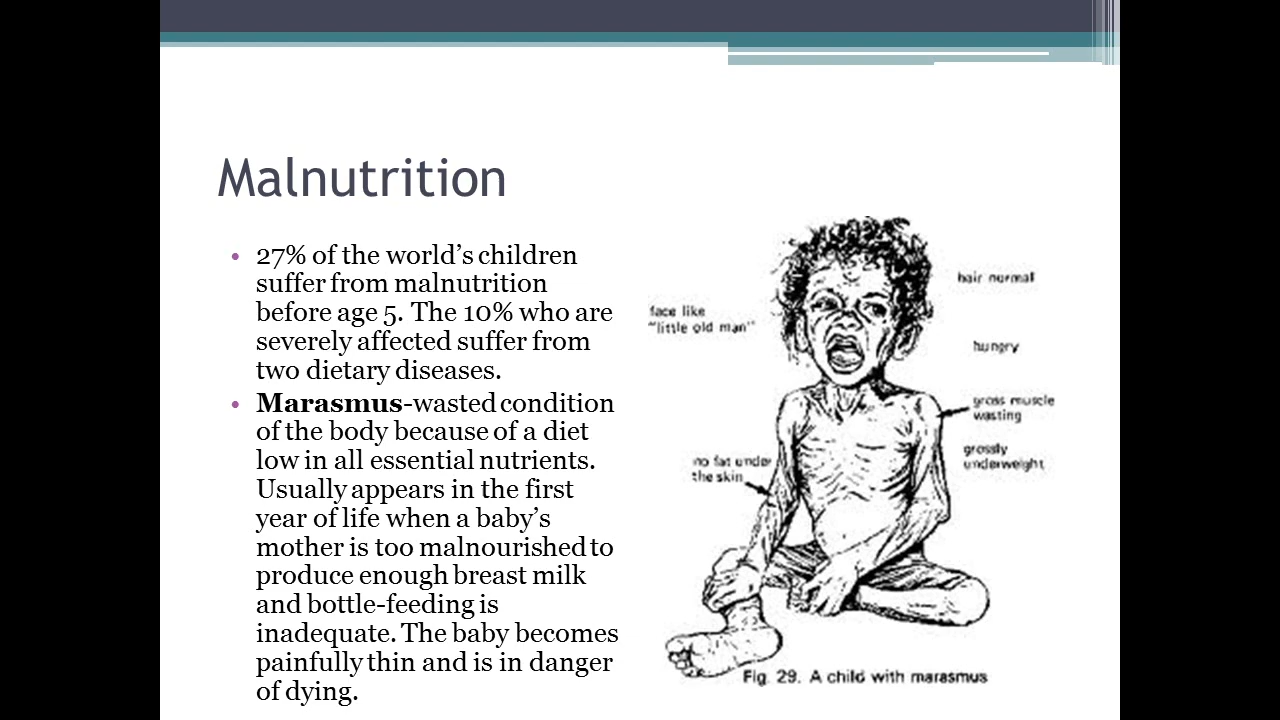 Malnutrition
• 27% of the world’s children
suffer from malnutrition
before age 5. The 10% who are
severely affected suffer from
two dietary diseases.
• Marasmus-wasted condition
of the body because of a diet
low in all essential nutrients.
Usually appears in the first
year of life when a baby’s
mother is too malnourished to
produce enough breast milk
and bottle-feeding is
inadequate. The baby becomes
painfully thin and is in danger
of dying.
hair normal
face like
"little old man"
hungry
gross muscle
wasting
grossly
underweight
no fat under
the skin
Fig. 29. A child with marasmus